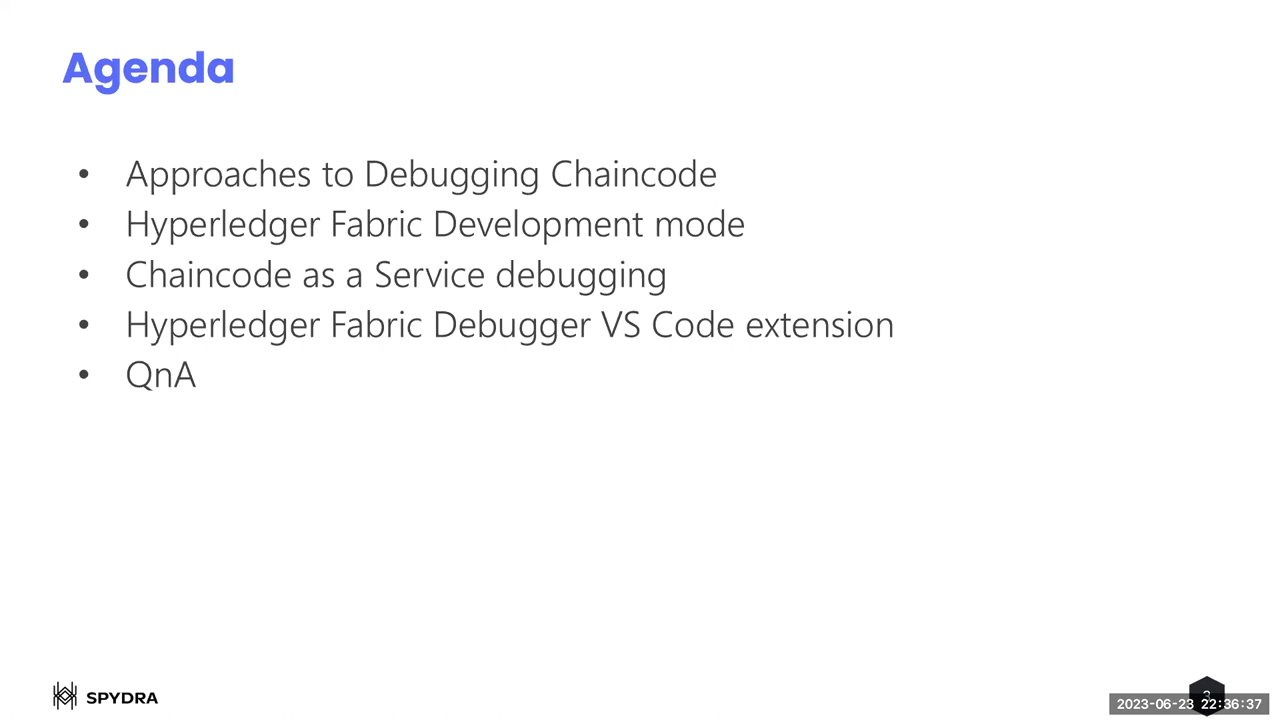 Agenda
• Approaches to Debugging Chaincode
• Hyperledger Fabric Development mode
• Chaincode as a Service debugging
• Hyperledger Fabric Debugger VS Code extension
• QnA
SPYDRA
3
2023-06-23 22:36:37